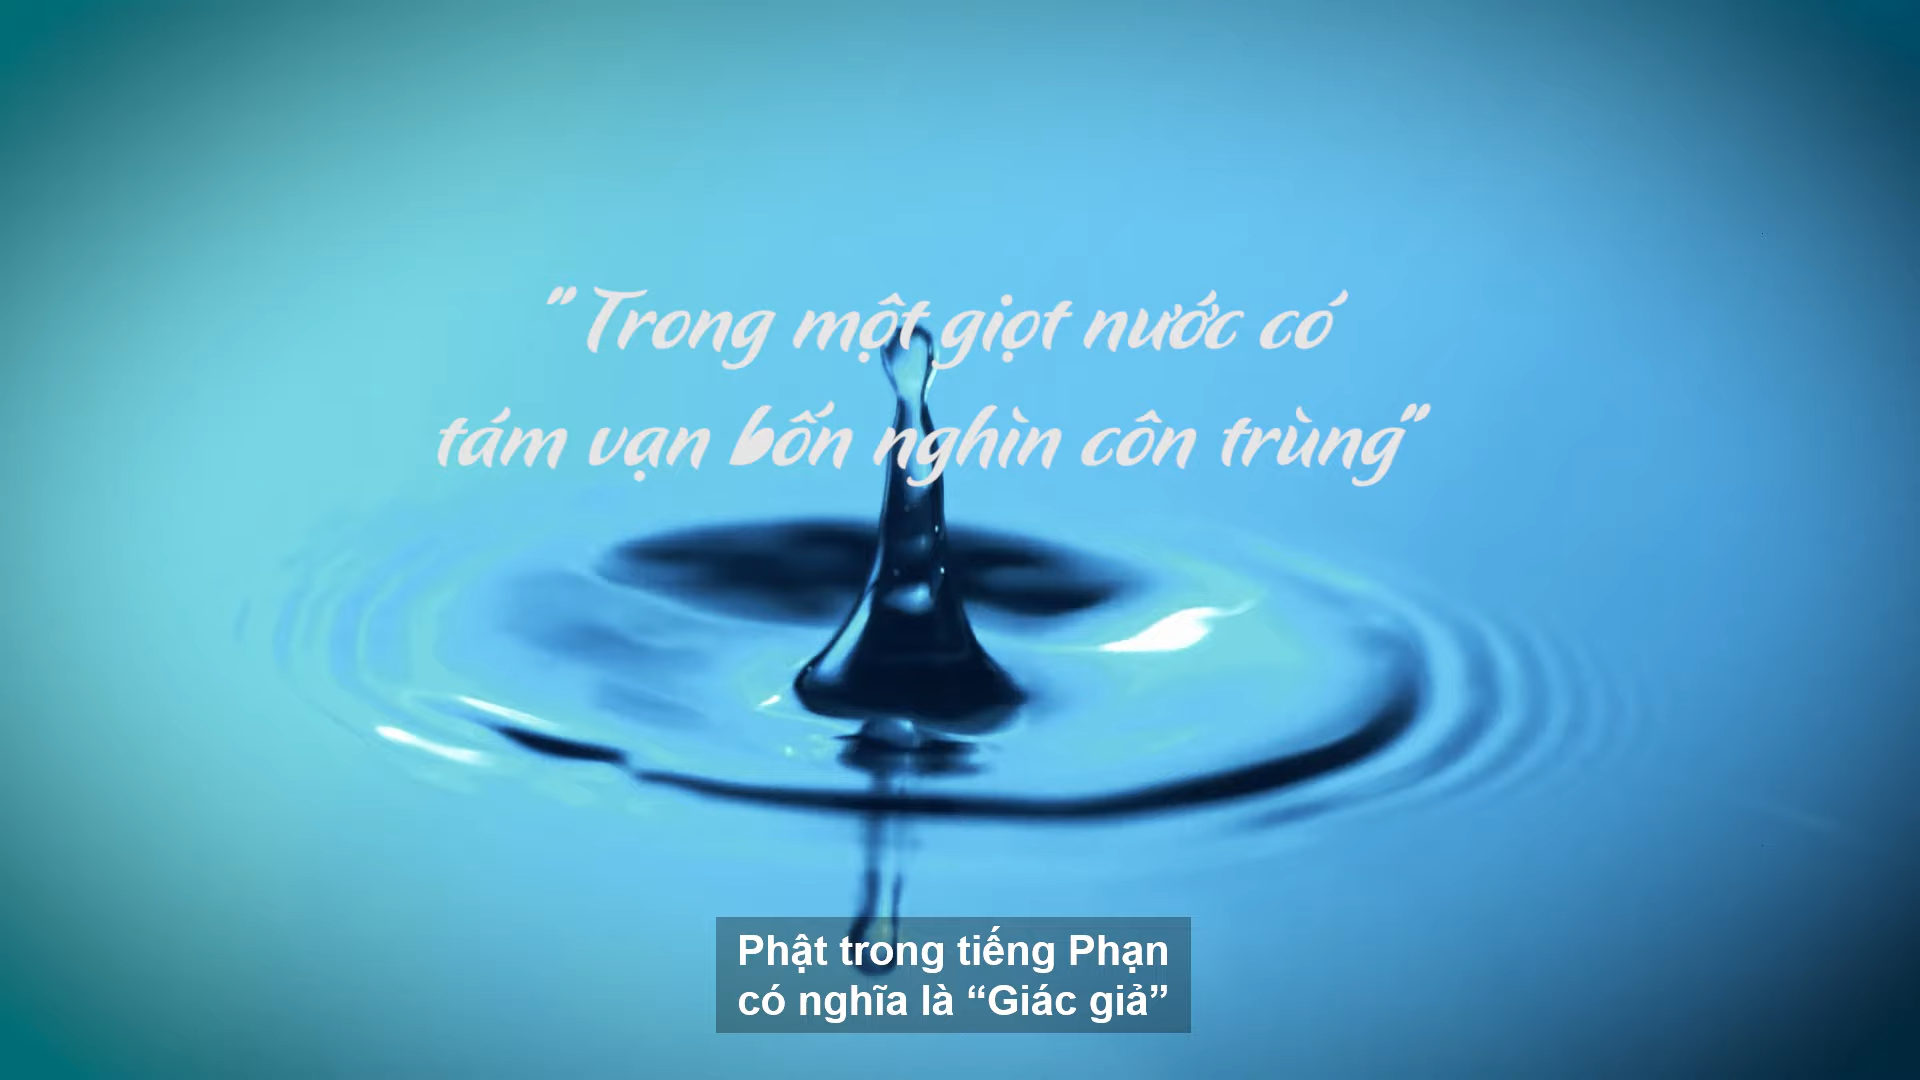 "Trong một giọt nước có
tám vạn bốn nghìn côn trùng"
Phật trong tiếng Phạn
có nghĩa là “Giác giả”